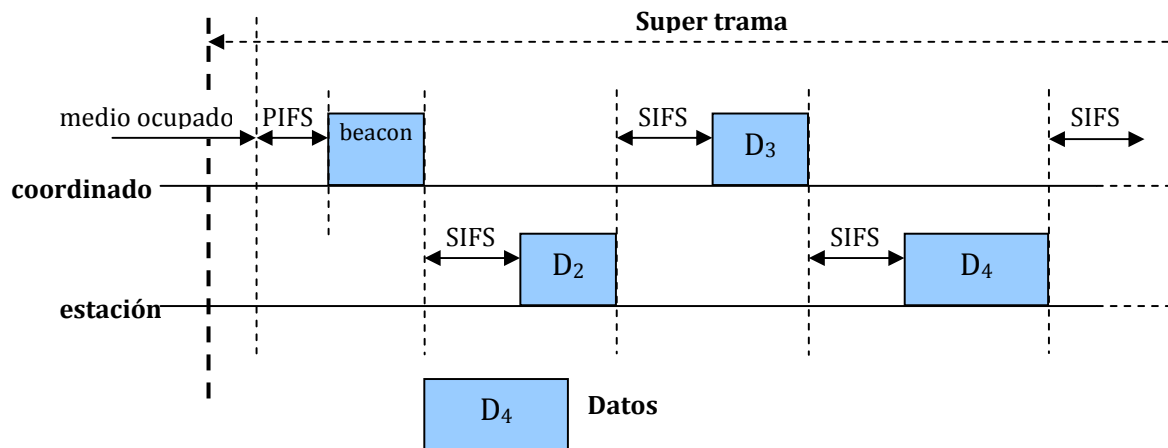 Super trama
medio ocupado PIFS SIFS SIFS
beacon D₃
coordinado
SIFS SIFS
D₂ D₄
estación
D₄ Datos